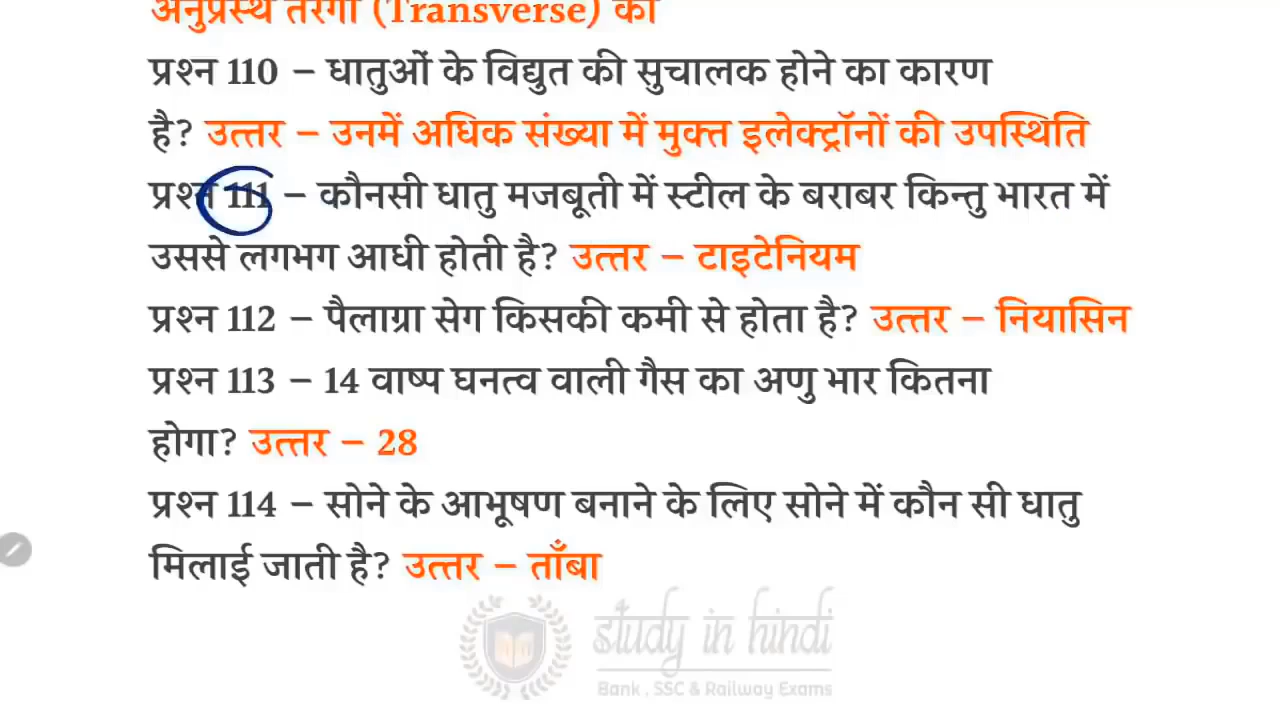 अनुप्रस्थ तरंगों (Transverse) को
प्रश्न 110 – धातुओं के विद्युत की सुचालक होने का कारण
है? उत्तर – उनमें अधिक संख्या में मुक्त इलेक्ट्रॉनों की उपस्थिति
प्रश्न 111 – कौनसी धातु मजबूती में स्टील के बराबर किन्तु भारत में
उससे लगभग आधी होती है? उत्तर – टाइटेनियम
प्रश्न 112 – पैलाग्रा सेग किसकी कमी से होता है? उत्तर – नियासिन
प्रश्न 113 – 14 वाष्प घनत्व वाली गैस का अणु भार कितना
होगा? उत्तर – 28
प्रश्न 114 – सोने के आभूषण बनाने के लिए सोने में कौन सी धातु
मिलाई जाती है? उत्तर – ताँबा
study in hindi
Bank , SSC & Railway Exams